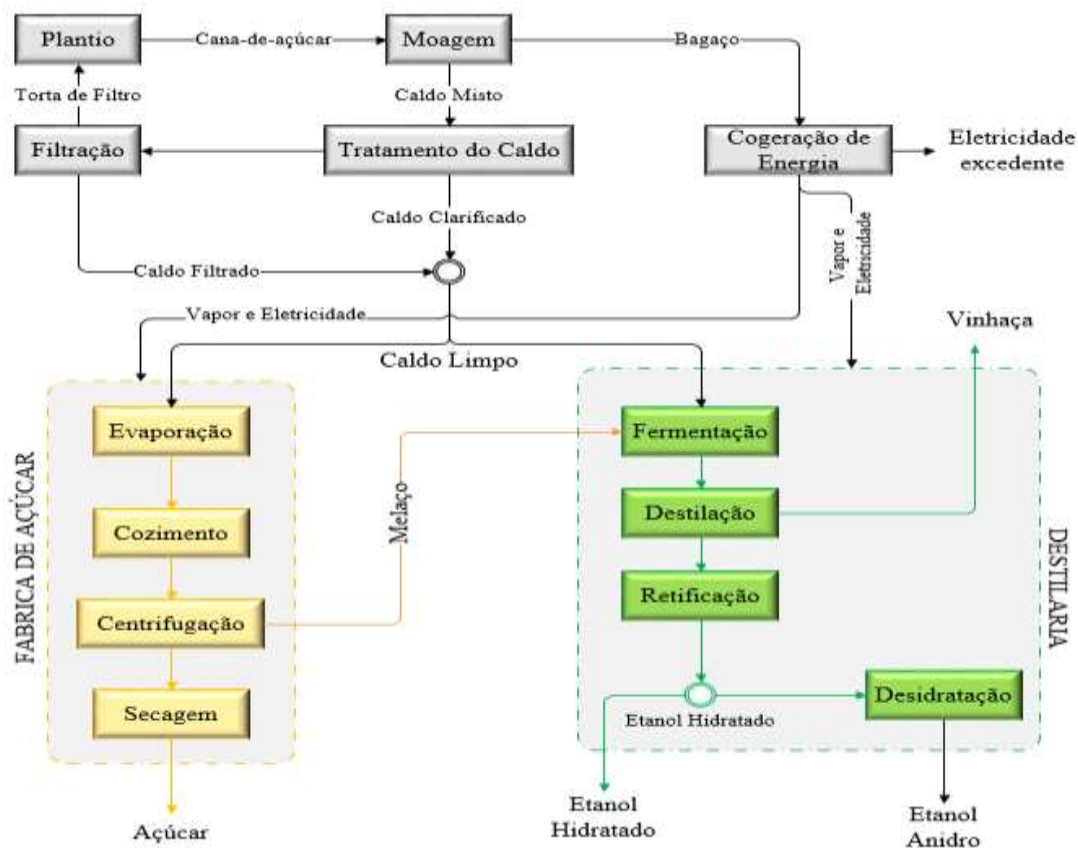 Plantio
Cana-de-açúcar
Moagem
Bagaço
Torta de Filtro
Caldo Misto
Filtração
Tratamento do Caldo
Cogeração de
Energia
Eletricidade
excedente
Caldo Clarificado
Vapor e
Eletricidade
Caldo Filtrado
Vapor e Eletricidade
Vinhaça
Caldo Limpo
FABRICA DE AÇÚCAR
Evaporação
Cozimento
Centrifugação
Secagem
Açúcar
Melaço
Fermentação
Destilação
Retificação
Etanol Hidratado
Desidratação
DESTILARIA
Etanol
Hidratado
Etanol
Anidro